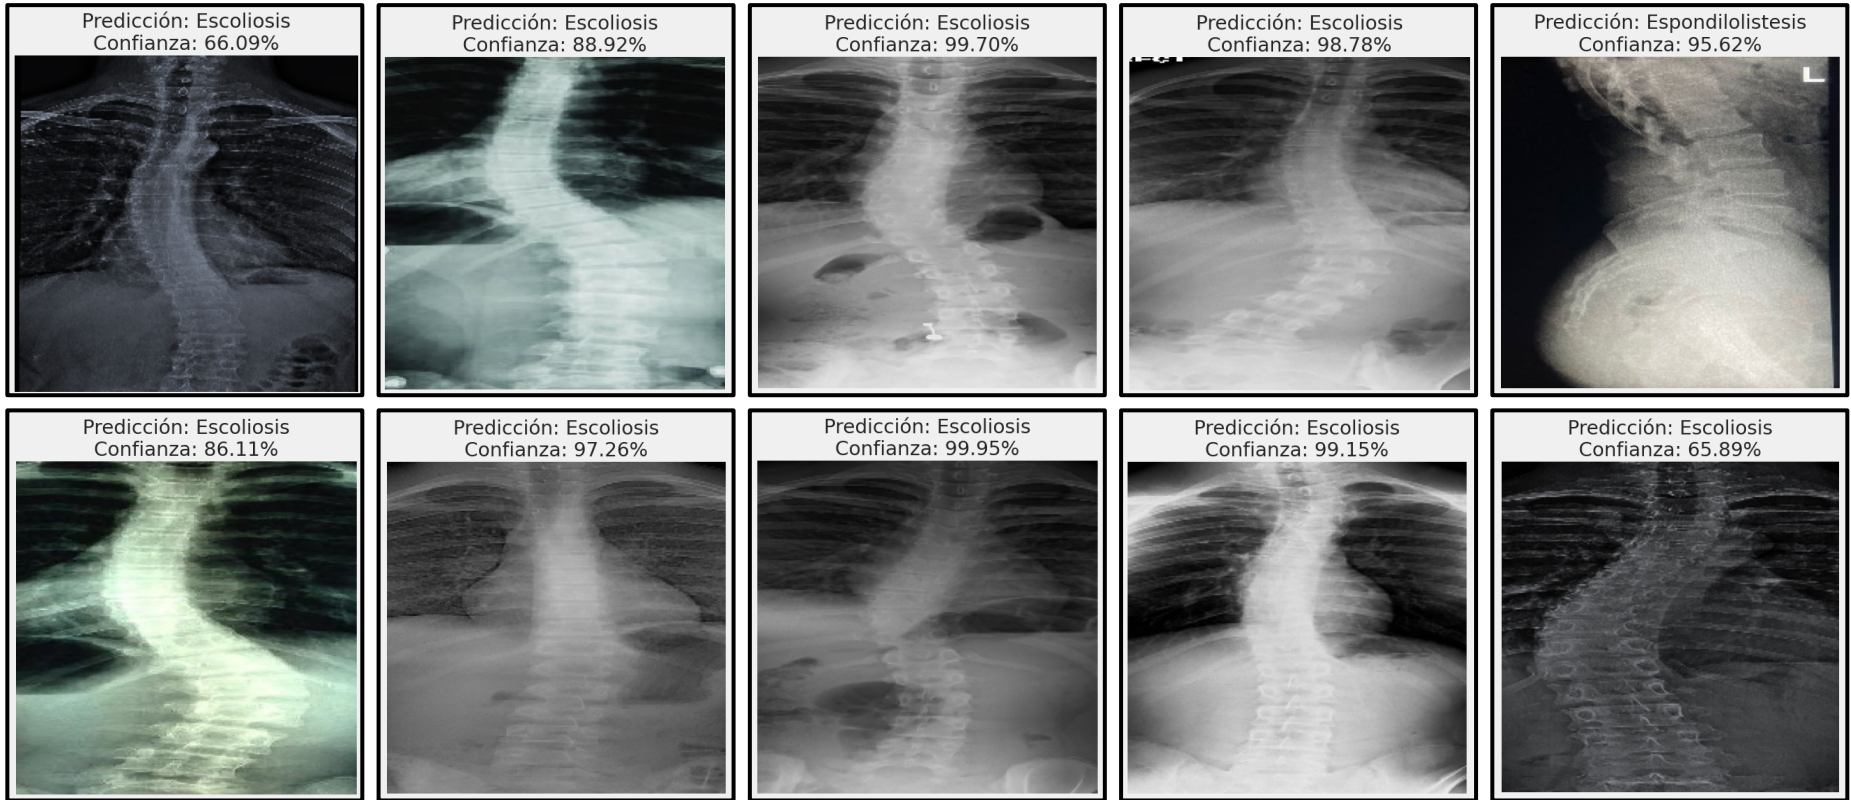 Predicción: Escoliosis
Confianza: 66.09%
Predicción: Escoliosis
Confianza: 88.92%
Predicción: Escoliosis
Confianza: 99.70%
Predicción: Escoliosis
Confianza: 98.78%
Predicción: Espondilolistesis
Confianza: 95.62%
L
Predicción: Escoliosis
Confianza: 86.11%
Predicción: Escoliosis
Confianza: 97.26%
Predicción: Escoliosis
Confianza: 99.95%
Predicción: Escoliosis
Confianza: 99.15%
Predicción: Escoliosis
Confianza: 65.89%